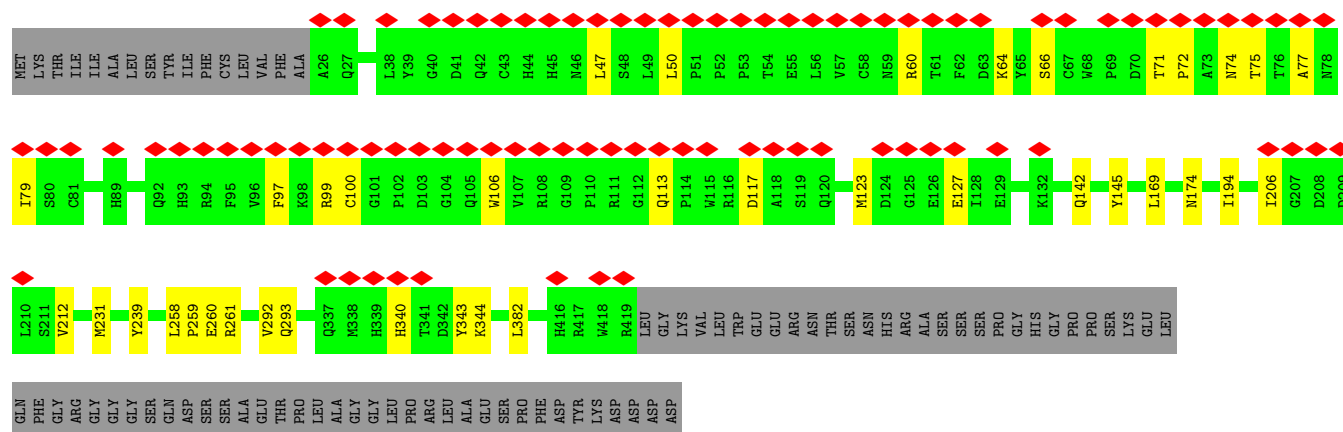 MET LYS THR ILE ILE ALA LEU SER TYR ILE PHE CYS LEU VAL PHE ALA A26 Q27 L38 Y39 G40 D41 Q42 C43 H44 H45 N46 L47 S48 L49 L50 P51 P52 P53 T54 E55 L56 V57 C58 N59 R60 T61 F62 D63 K64 Y65 S66 C67 W68 P69 D70 T71 P72 A73 N74 T75 T76 A77 N78
I79 S80 C81 H89 Q92 H93 R94 F95 V96 F97 K98 R99 C100 G101 P102 D103 G104 Q105 W106 V107 R108 G109 P110 R111 G112 Q113 P114 W115 R116 D117 A118 S119 Q120 M123 D124 G125 E126 E127 I128 E129 K132 Q142 Y145 L169 N174 I194 I206 G207 D208
L210 S211 V212 M231 Y239 L258 P259 E260 R261 V292 Q293 Q337 M338 H339 H340 T341 D342 Y343 K344 L382 H416 R417 W418 R419 LEU GLY LYS VAL LEU TRP GLU GLU ARG ASN THR SER ASN HIS ARG ALA SER SER SER PRO GLY HIS GLY PRO PRO SER LYS GLU LEU
GLN PHE GLY ARG GLY GLY GLY SER GLN ASP SER SER ALA GLU THR PRO LEU ALA GLY GLY LEU PRO ARG LEU ALA GLU SER PRO PHE ASP TYR LYS ASP ASP ASP ASP